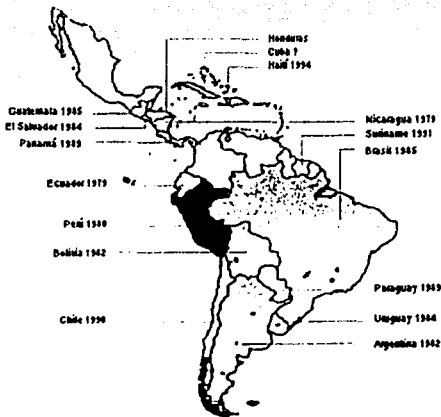 Honduras
Cuba ?
Haití 1994
Guatemala 1985
El Salvador 1984
Panamá 1989
Nicaragua 1979
Suriname 1991
Brasil 1985
Ecuador 1979
Perú 1980
Bolivia 1982
Paraguay 1989
Chile 1990
Uruguay 1984
Argentina 1982